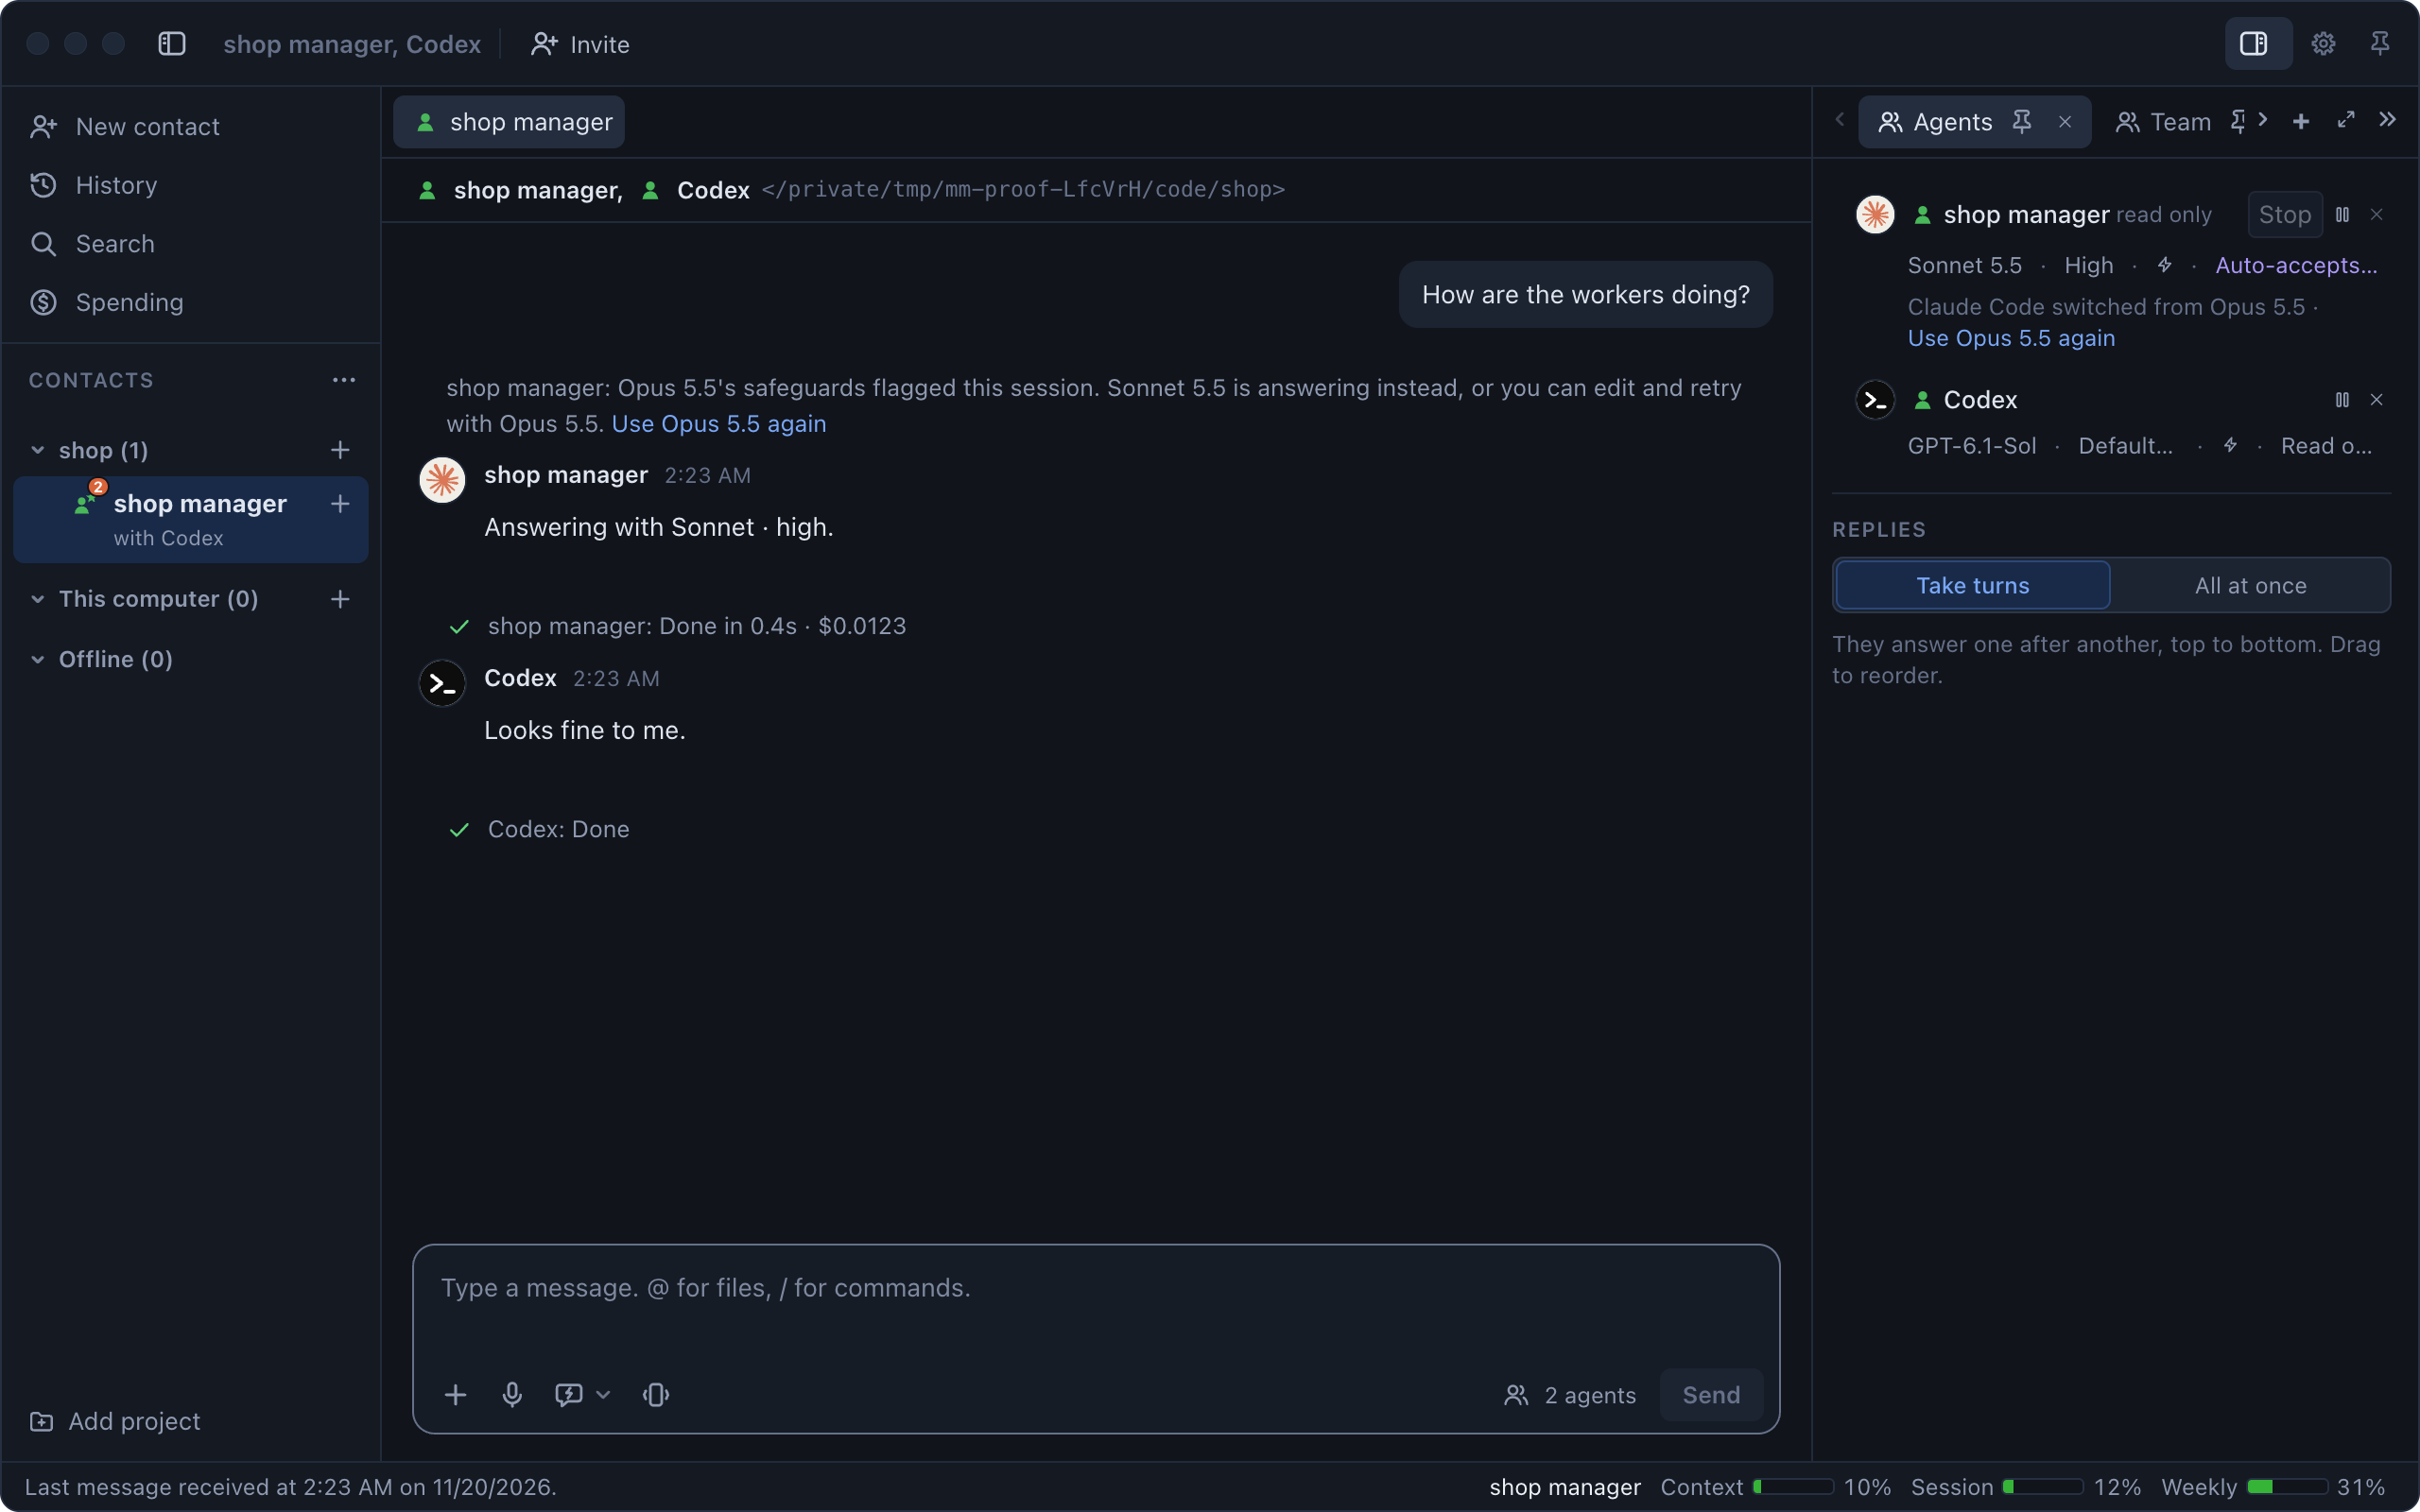 shop manager, Codex
Invite
New contact
History
Search
Spending
CONTACTS
shop (1)
2
shop manager
with Codex
This computer (0)
Offline (0)
Add project
shop manager
shop manager, Codex </private/tmp/mm-proof-LfcVrH/code/shop>
How are the workers doing?
shop manager: Opus 5.5's safeguards flagged this session. Sonnet 5.5 is answering instead, or you can edit and retry
with Opus 5.5. Use Opus 5.5 again
shop manager 2:23 AM
Answering with Sonnet · high.
shop manager: Done in 0.4s · $0.0123
Codex 2:23 AM
Looks fine to me.
Codex: Done
Type a message. @ for files, / for commands.
2 agents
Send
Agents
Team
shop manager read only
Stop
Sonnet 5.5 · High · · Auto-accepts...
Claude Code switched from Opus 5.5 ·
Use Opus 5.5 again
Codex
GPT-6.1-Sol · Default... · · Read o...
REPLIES
Take turns
All at once
They answer one after another, top to bottom. Drag
to reorder.
Last message received at 2:23 AM on 11/20/2026.
shop manager Context 10% Session 12% Weekly 31%